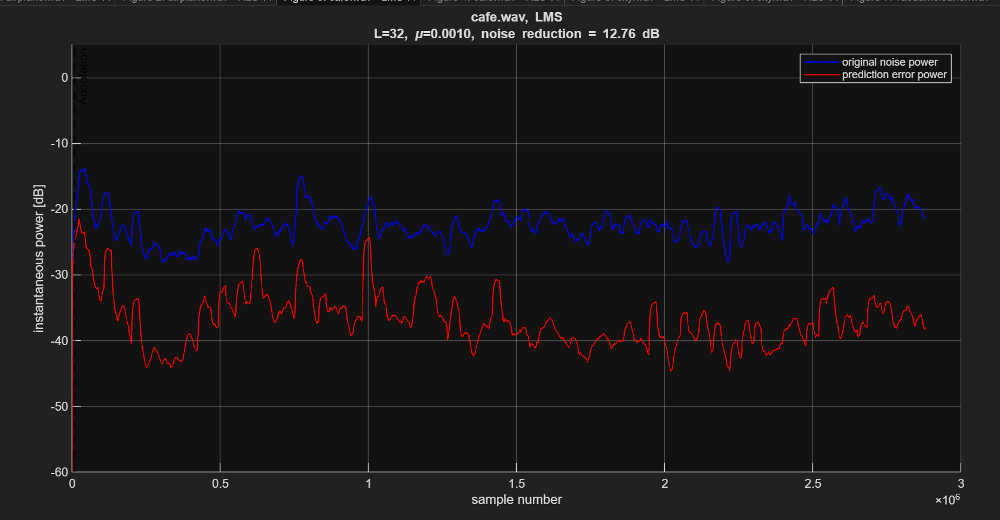 cafe.wav, LMS
L=32, μ=0.0010, noise reduction = 12.76 dB
Adaptation
original noise power
prediction error power
0
-10
-20
-30
-40
-50
-60
instantaneous power [dB]
0
0.5
1
1.5
2
2.5
3
sample number
×10⁶